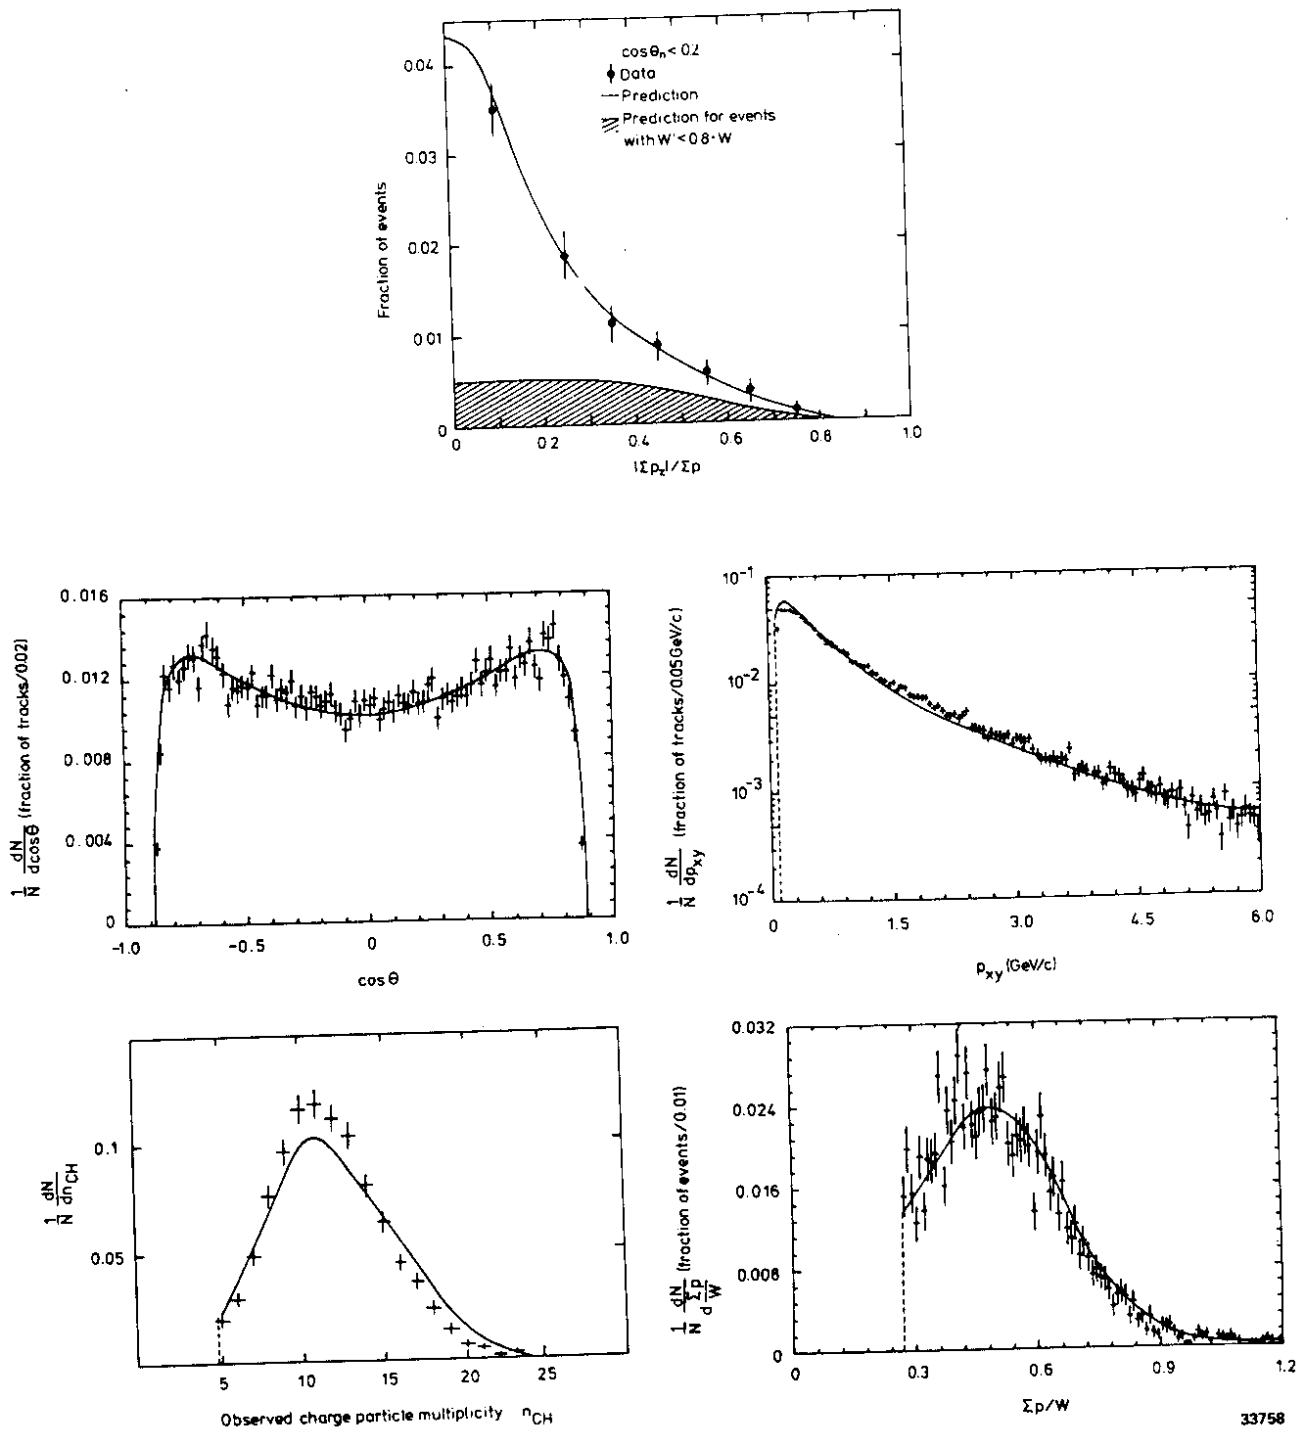 cosθn < 0.2
Data
Prediction
Prediction for events
with W' < 0.8 · W
Fraction of events
0.04
0.03
0.02
0.01
0
0 0.2 0.4 0.6 0.8 1.0
|Σpz| / Σp
1/N dN/dcosθ (fraction of tracks/0.02)
0.016
0.012
0.008
0.004
0
-1.0 -0.5 0 0.5 1.0
cosθ
1/N dN/dpxy (fraction of tracks/0.05GeV/c)
10⁻¹
10⁻²
10⁻³
10⁻⁴
0 1.5 3.0 4.5 6.0
pxy (GeV/c)
1/N dN/dnCH
0.1
0.05
5 10 15 20 25
Observed charge particle multiplicity nCH
1/N dN/d Σp/W (fraction of events/0.01)
0.032
0.024
0.016
0.008
0
0 0.3 0.6 0.9 1.2
Σp/W
33758